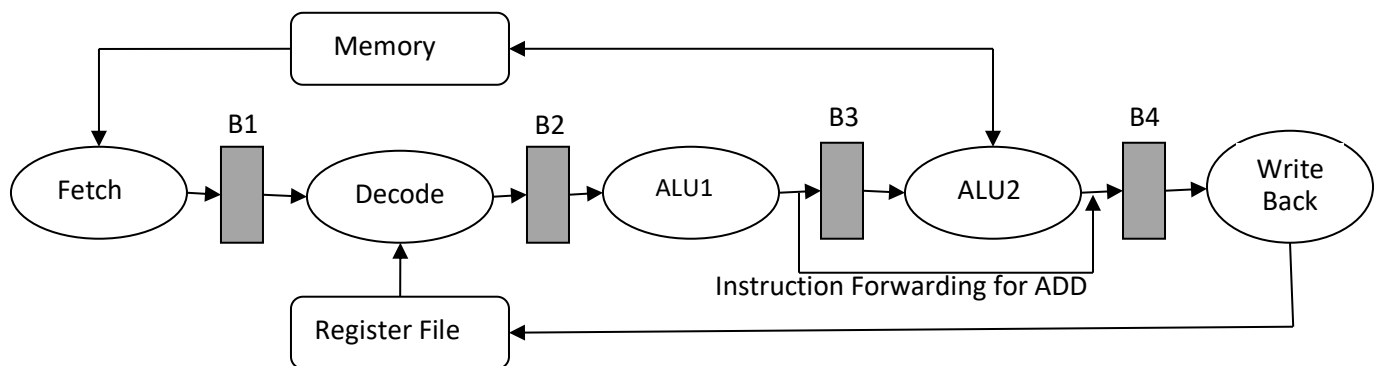 Memory
B1
B2
B3
B4
Fetch
Decode
ALU1
ALU2
Write
Back
Instruction Forwarding for ADD
Register File